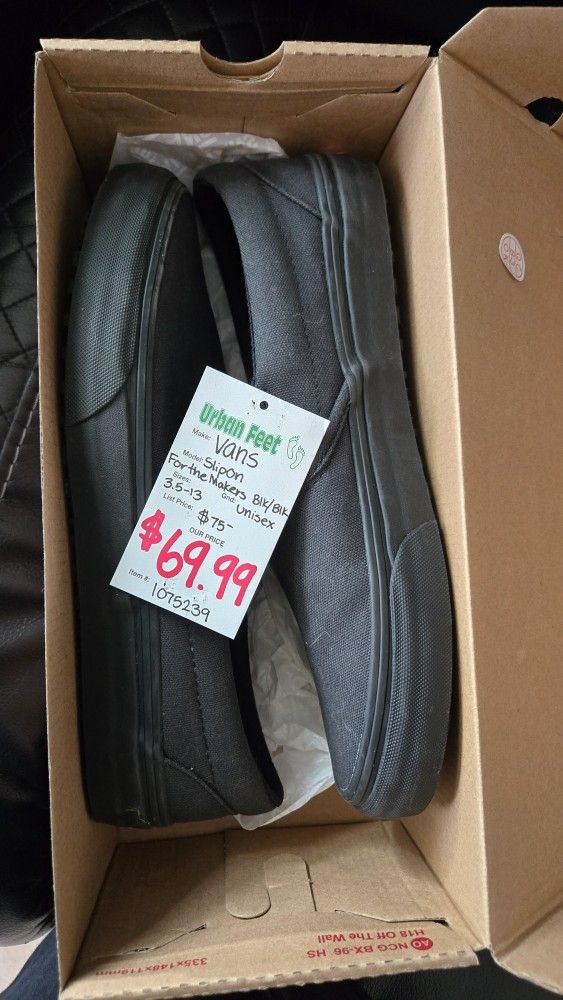 Urban Feet
Make: Vans
Model: Slipon
For the Makers Blk/Blk
Sizes: 3.5-13 Gnd: Unisex
List Price: $75-
OUR PRICE
$69.99
Item #: 1075239
AO NCG BX-96 HS
H18 Off The Wall
335x148x119mm